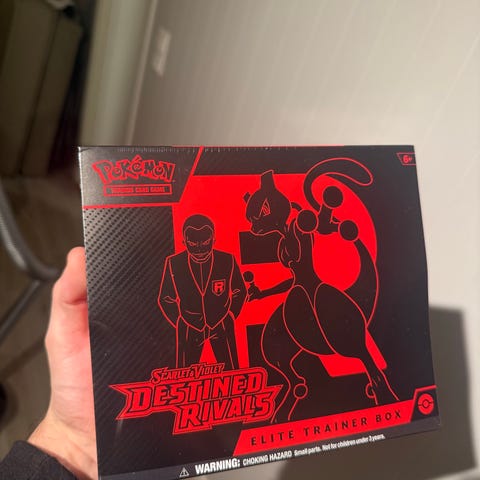 POKéMON
TRADING CARD GAME
6+
R
SCARLET & VIOLET
DESTINED
RIVALS
ELITE TRAINER BOX
WARNING: CHOKING HAZARD Small parts. Not for children under 3 years.